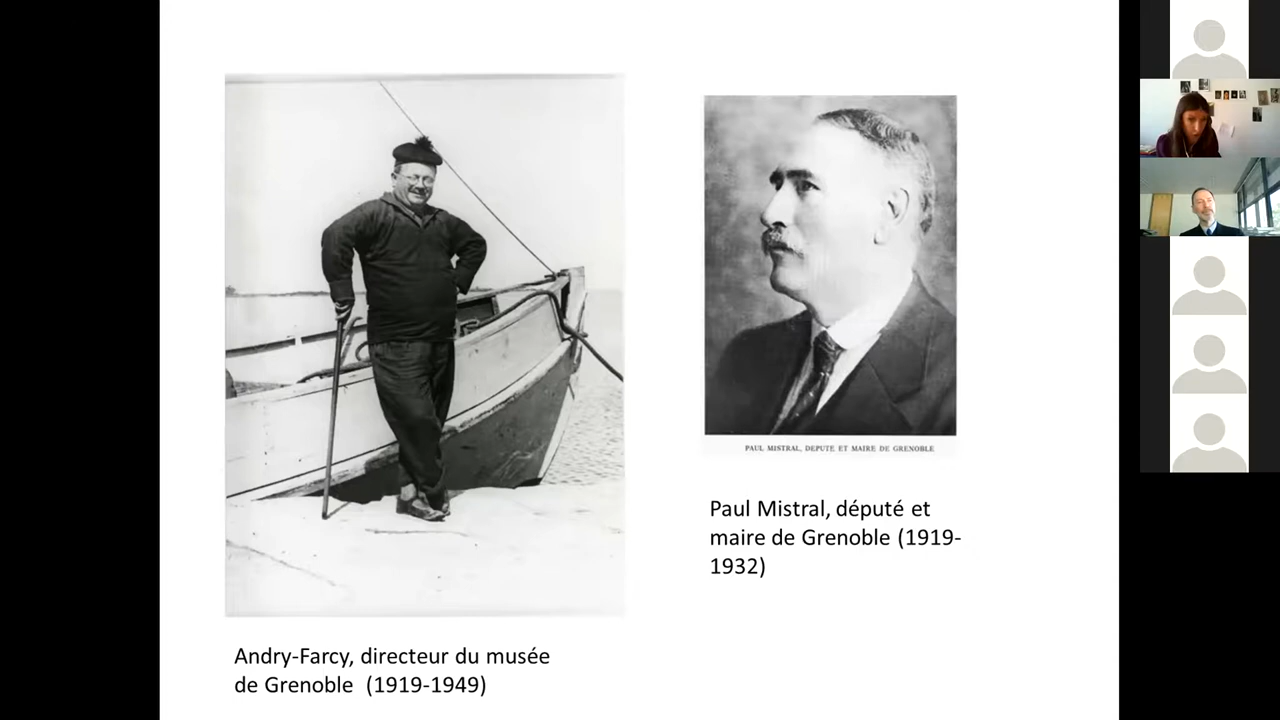 PAUL MISTRAL, DEPUTE ET MAIRE DE GRENOBLE
Paul Mistral, député et
maire de Grenoble (1919-
1932)
Andry-Farcy, directeur du musée
de Grenoble (1919-1949)